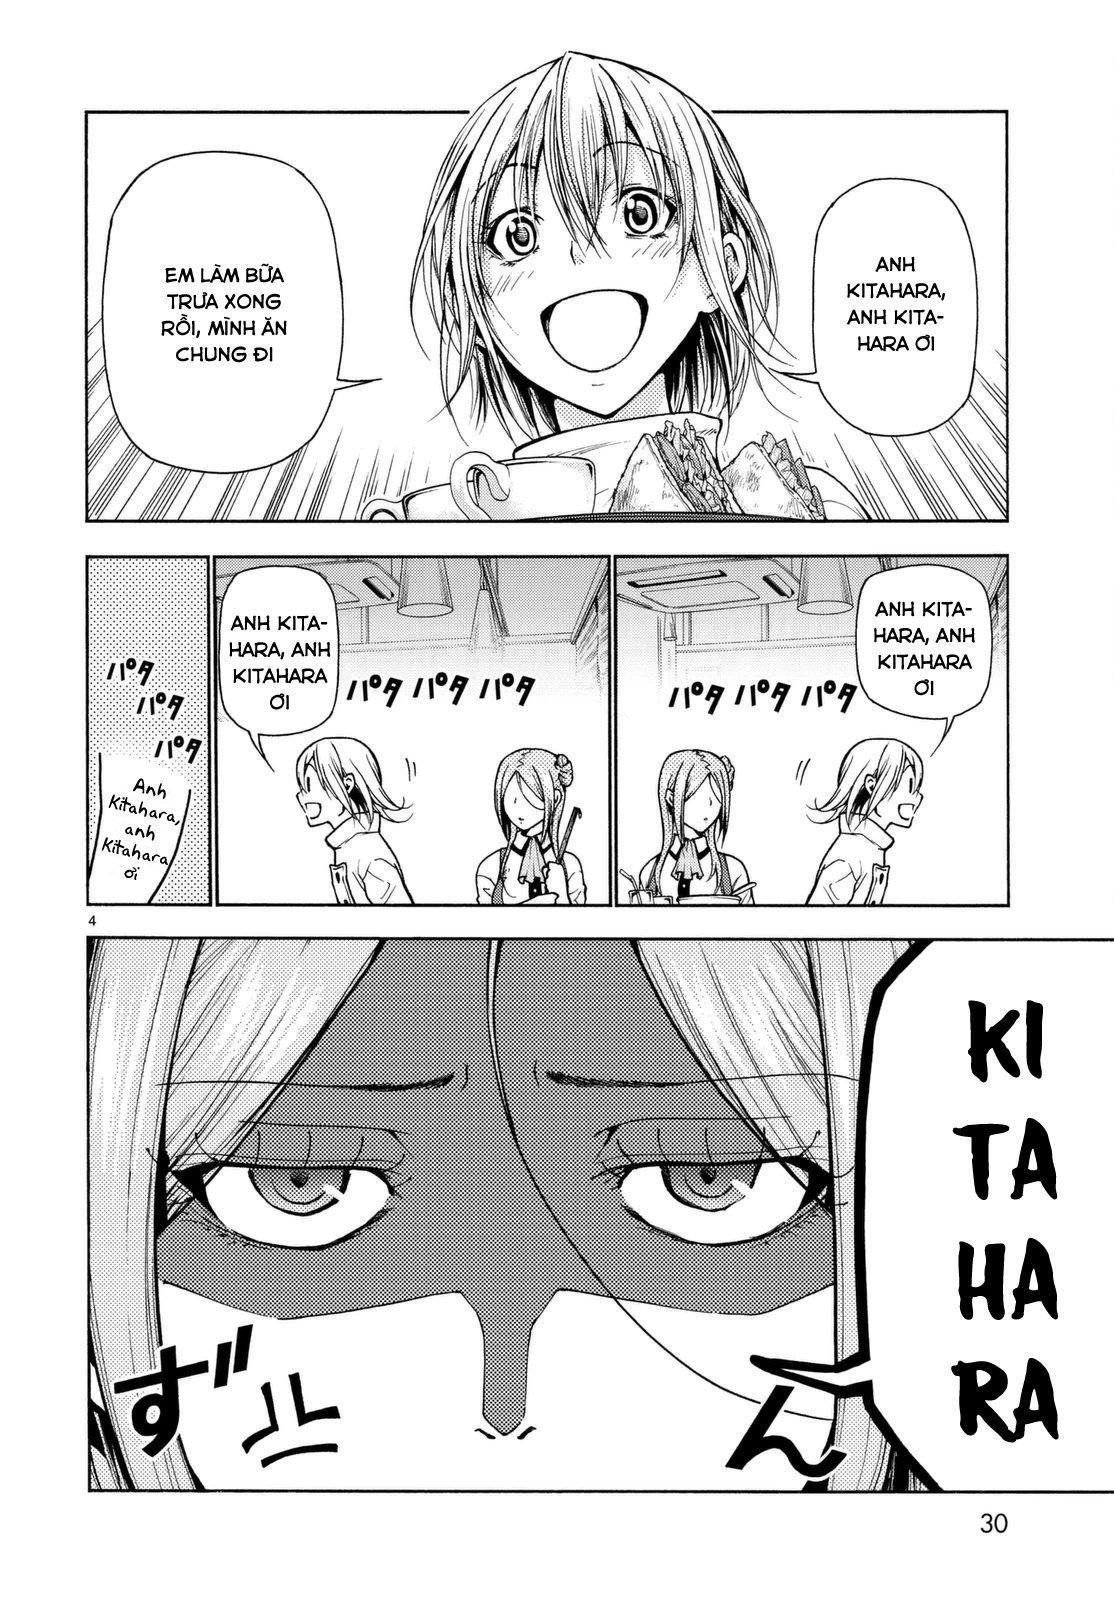 ANH
KITAHARA,
ANH KITA-
HARA ƠI
EM LÀM BỮA
TRƯA XONG
RỒI, MÌNH ĂN
CHUNG ĐI
ANH KITA-
HARA, ANH
KITAHARA
ƠI
パタ パタ パタ
ANH KITA-
HARA, ANH
KITAHARA
ƠI
パタ パタ パタ
パタ
パタ
パタ
Anh
Kitahara,
anh
Kitahara
ơi
4
KI
TA
HA
RA
ずーん
30